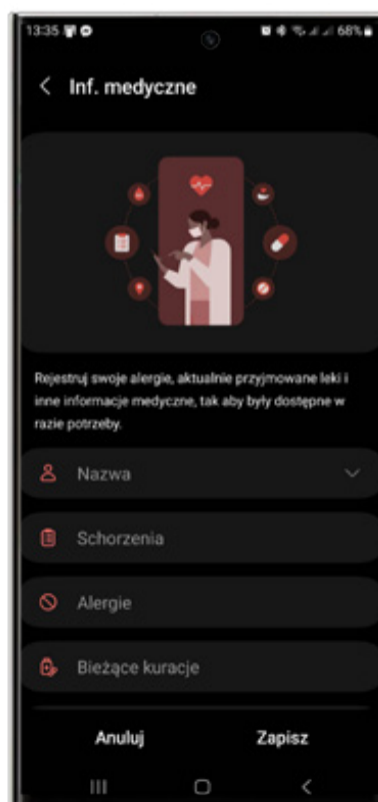 13:35 68%
Inf. medyczne
Rejestruj swoje alergie, aktualnie przyjmowane leki i
inne informacje medyczne, tak aby były dostępne w
razie potrzeby.
Nazwa
Schorzenia
Alergie
Bieżące kuracje
Anuluj Zapisz